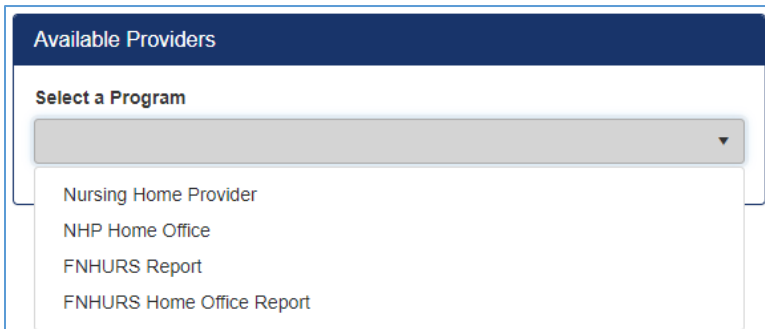 Available Providers
Select a Program
Nursing Home Provider
NHP Home Office
FNHURS Report
FNHURS Home Office Report